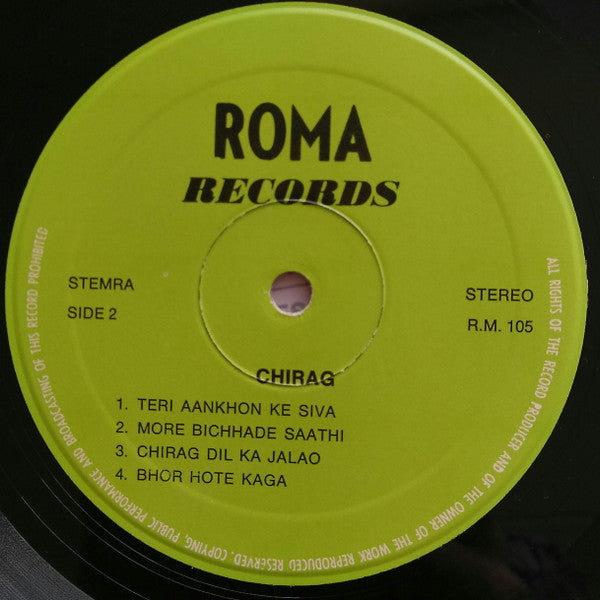 ROMA
RECORDS
STEMRA
SIDE 2
STEREO
R.M. 105
CHIRAG
1. TERI AANKHON KE SIVA
2. MORE BICHHADE SAATHI
3. CHIRAG DIL KA JALAO
4. BHOR HOTE KAGA
ALL RIGHTS OF THE RECORD PRODUCER AND OF THE OWNER OF THE WORK REPRODUCED RESERVED. COPYING, PUBLIC PERFORMANCE AND BROADCASTING OF THIS RECORD PROHIBITED